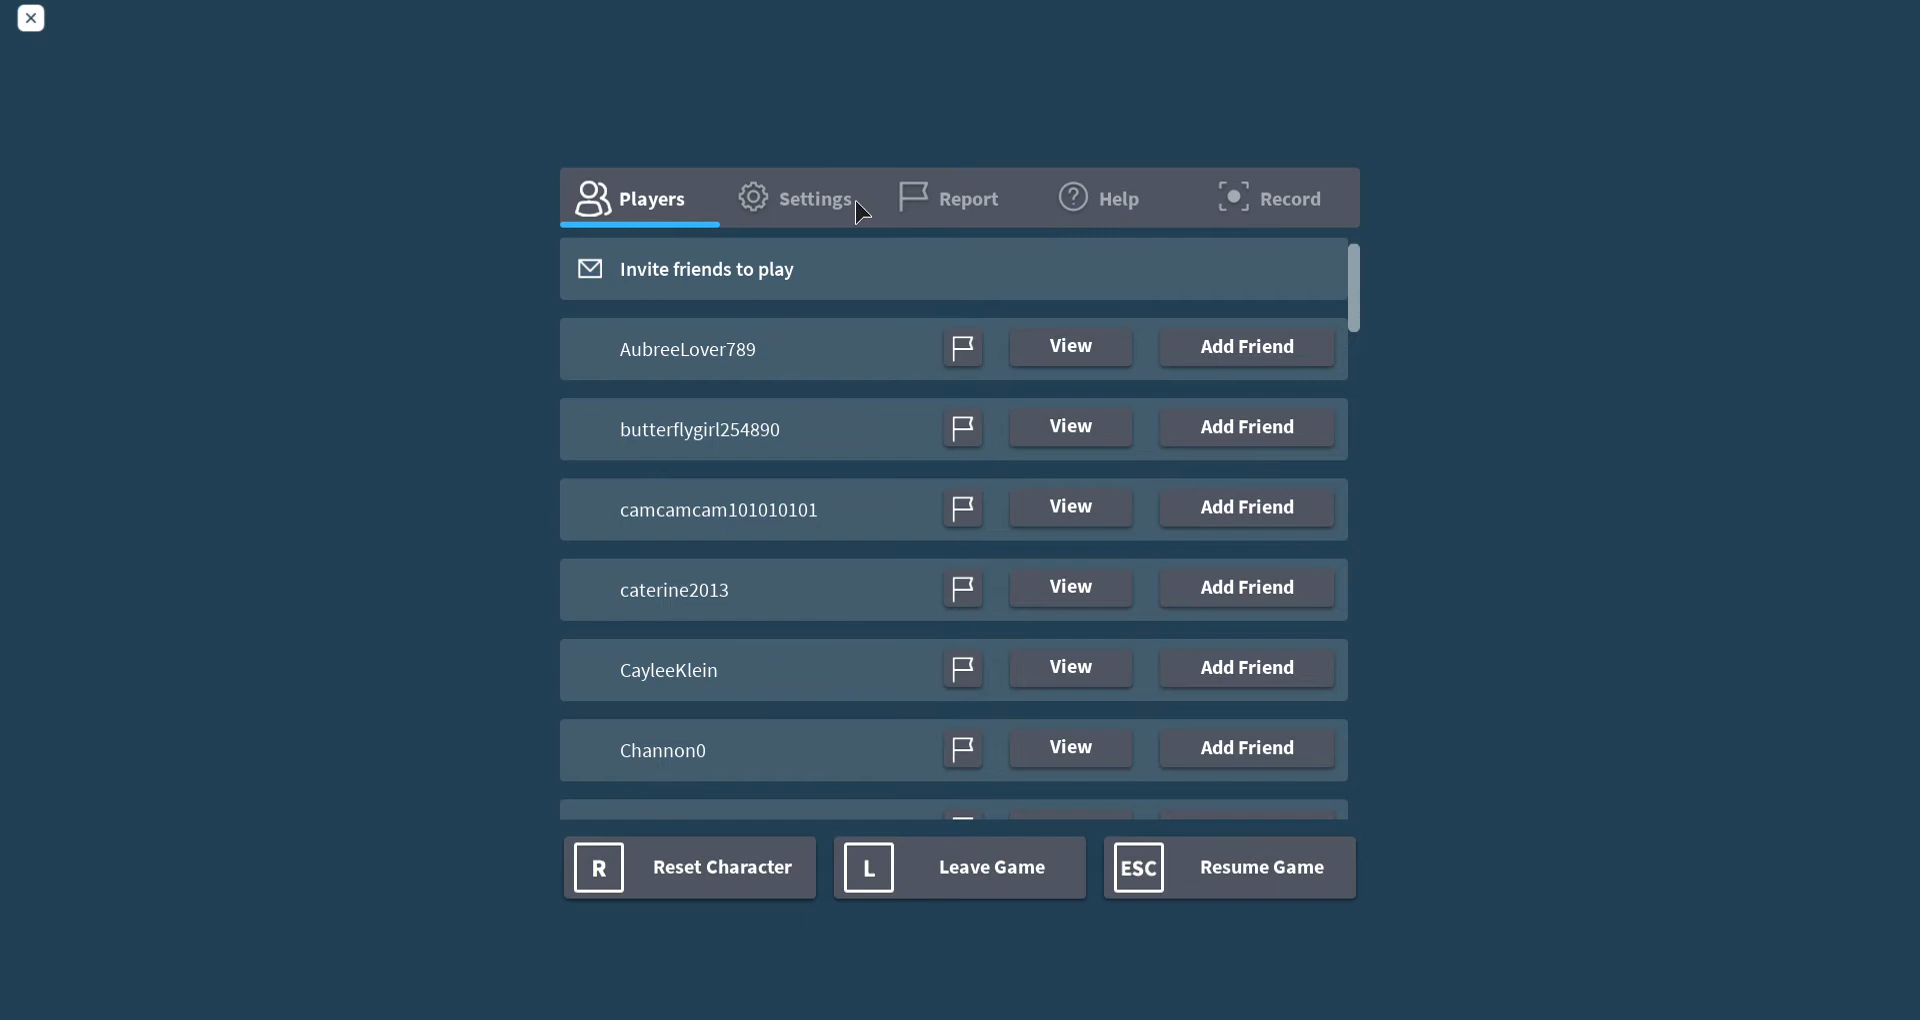 Players Settings Report Help Record
Invite friends to play
AubreeLover789 View Add Friend
butterflygirl254890 View Add Friend
camcamcam101010101 View Add Friend
caterine2013 View Add Friend
CayleeKlein View Add Friend
Channon0 View Add Friend
R Reset Character L Leave Game ESC Resume Game